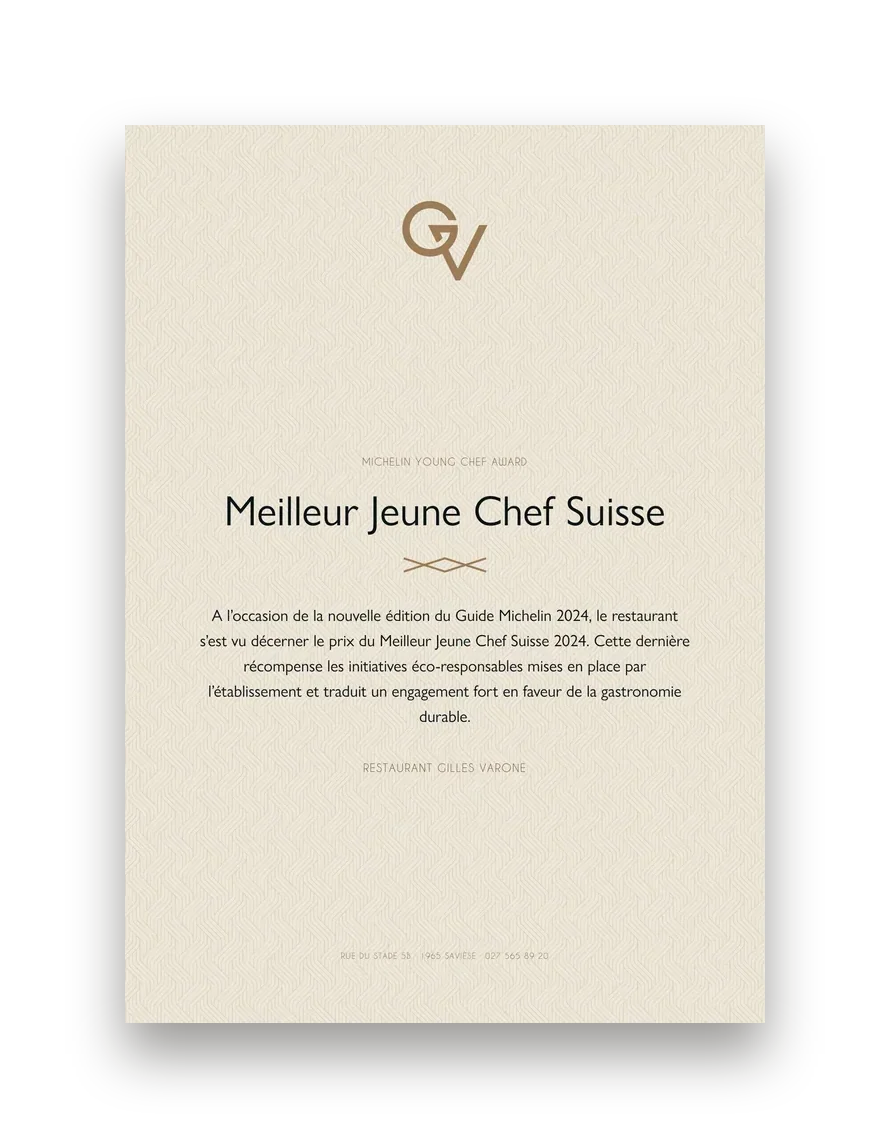 GV
MICHELIN YOUNG CHEF AWARD
Meilleur Jeune Chef Suisse
A l’occasion de la nouvelle édition du Guide Michelin 2024, le restaurant
s’est vu décerner le prix du Meilleur Jeune Chef Suisse 2024. Cette dernière
récompense les initiatives éco-responsables mises en place par
l’établissement et traduit un engagement fort en faveur de la gastronomie
durable.
RESTAURANT GILLES VARONE
RUE DU STADE 5B · 1965 SAVIÈSE · 027 565 89 20